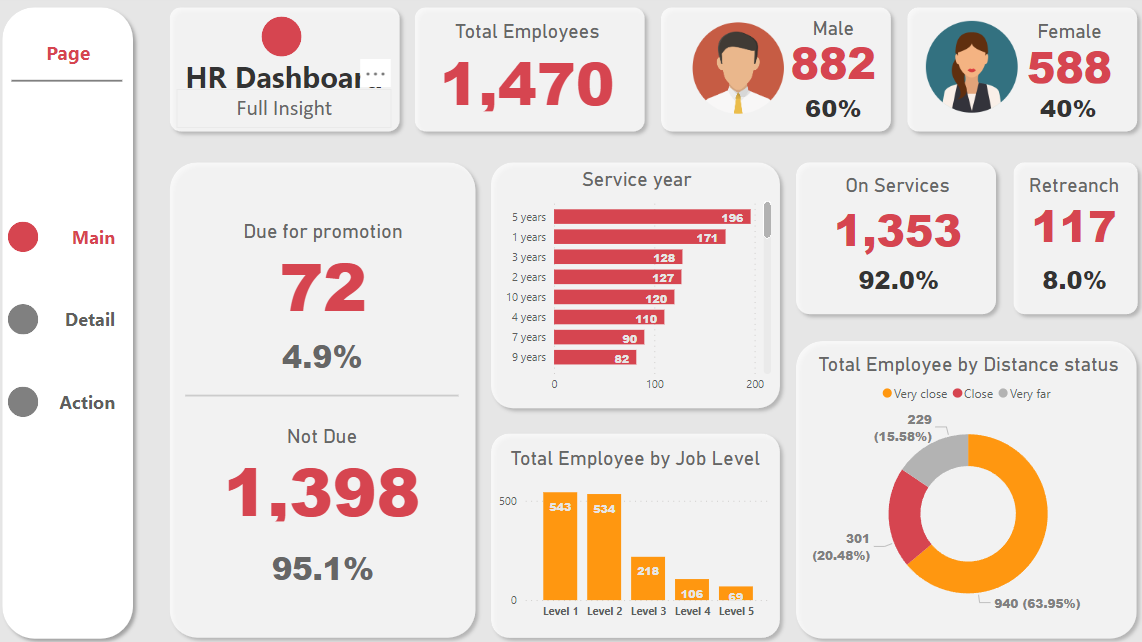 Page
Main
Detail
Action
HR Dashboard
Full Insight
Total Employees
1,470
Male
882
60%
Female
588
40%
Due for promotion
72
4.9%
Not Due
1,398
95.1%
Service year
5 years 196
1 years 171
3 years 128
2 years 127
10 years 120
4 years 110
7 years 90
9 years 82
0 100 200
On Services
1,353
92.0%
Retreanch
117
8.0%
Total Employee by Job Level
500
0
543 534 218 106 69
Level 1 Level 2 Level 3 Level 4 Level 5
Total Employee by Distance status
Very close Close Very far
229
(15.58%)
301
(20.48%)
940 (63.95%)